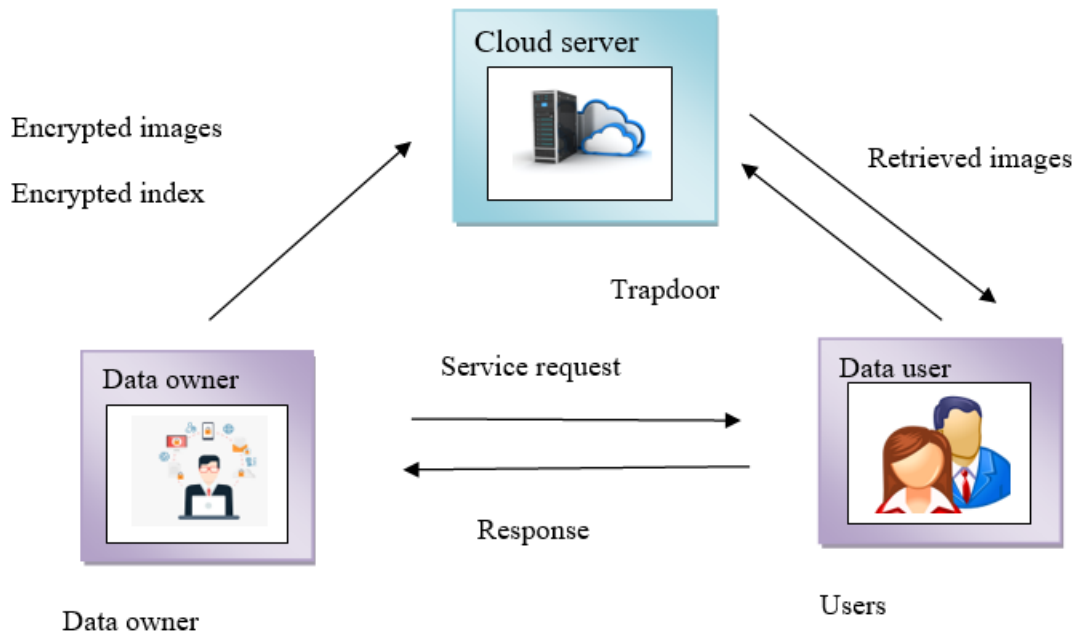 Cloud server
Encrypted images
Encrypted index
Retrieved images
Trapdoor
Data owner
Service request
Data user
Response
Data owner
Users